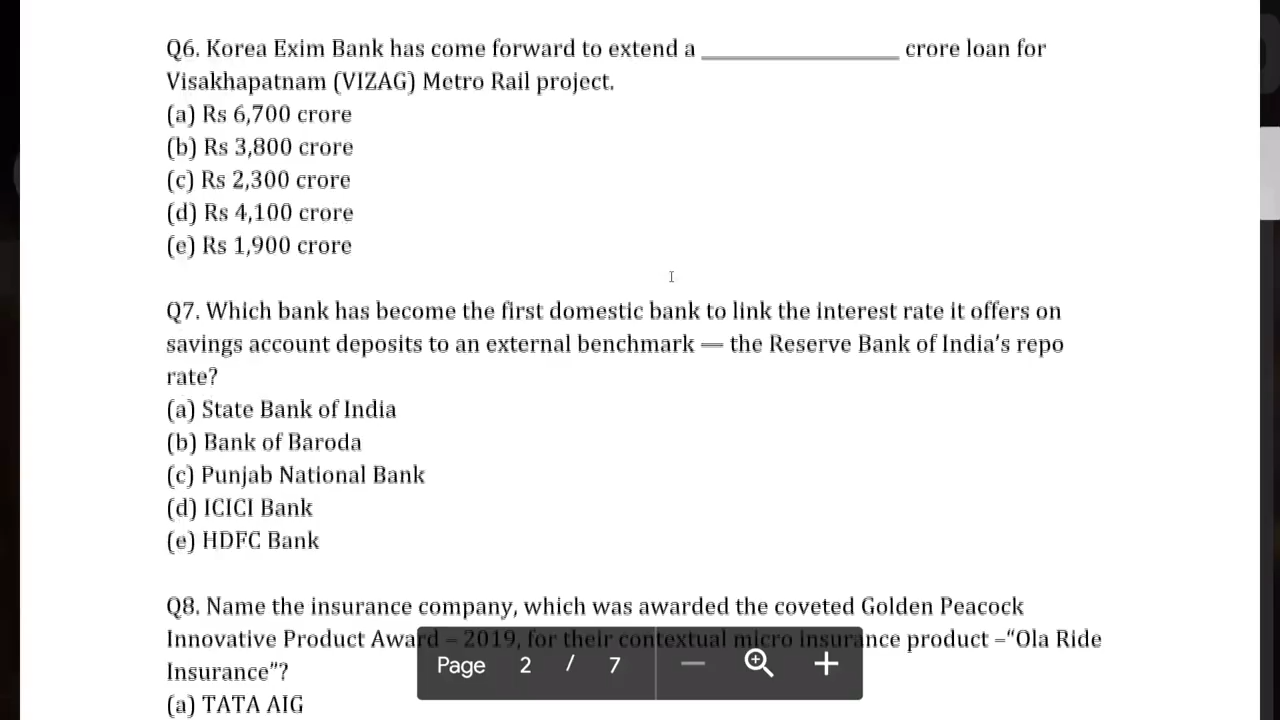 Q6. Korea Exim Bank has come forward to extend a __________________ crore loan for
Visakhapatnam (VIZAG) Metro Rail project.
(a) Rs 6,700 crore
(b) Rs 3,800 crore
(c) Rs 2,300 crore
(d) Rs 4,100 crore
(e) Rs 1,900 crore
Q7. Which bank has become the first domestic bank to link the interest rate it offers on
savings account deposits to an external benchmark — the Reserve Bank of India's repo
rate?
(a) State Bank of India
(b) Bank of Baroda
(c) Punjab National Bank
(d) ICICI Bank
(e) HDFC Bank
Q8. Name the insurance company, which was awarded the coveted Golden Peacock
Innovative Product Award – 2019, for their contextual micro insurance product –“Ola Ride
Insurance”?
Page 2 / 7
(a) TATA AIG